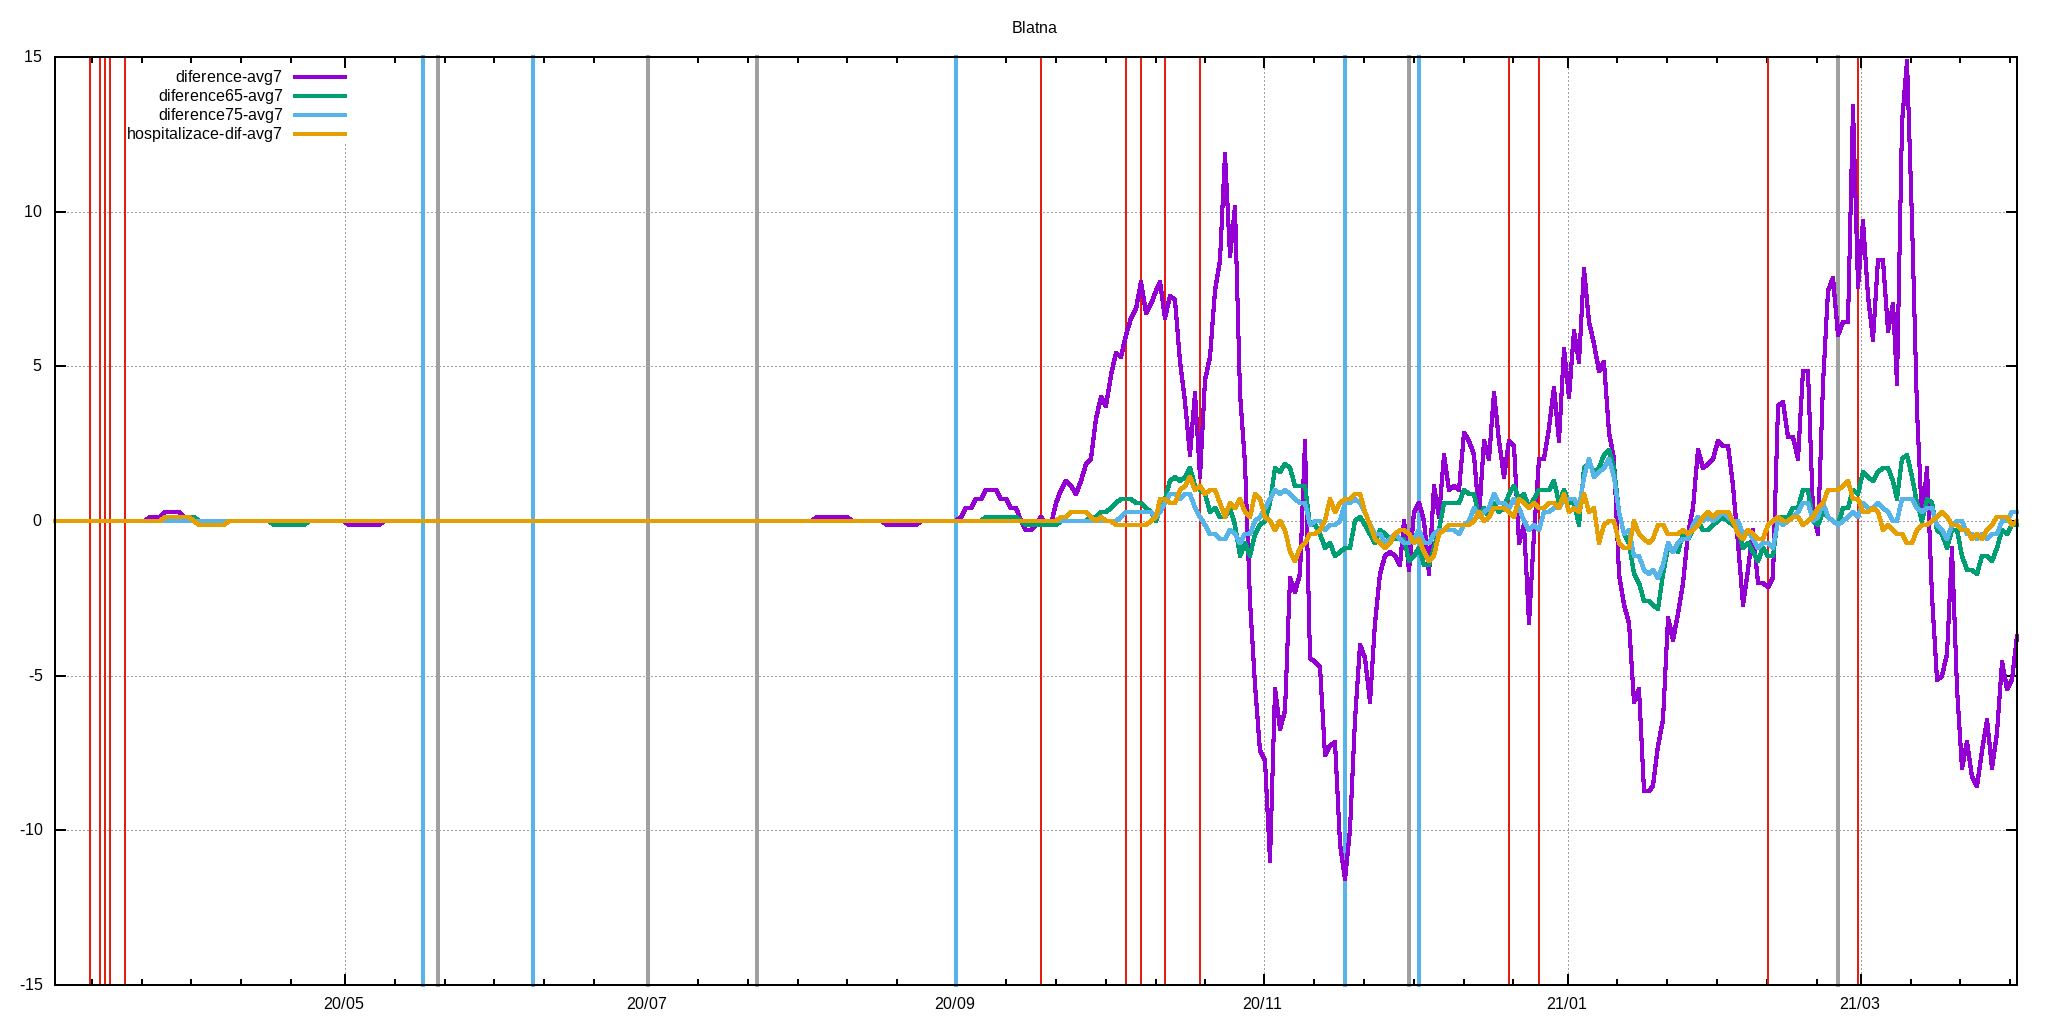 Blatna
15
diference-avg7
diference65-avg7
diference75-avg7
hospitalizace-dif-avg7
10
5
0
-5
-10
-15
20/05 20/07 20/09 20/11 21/01 21/03